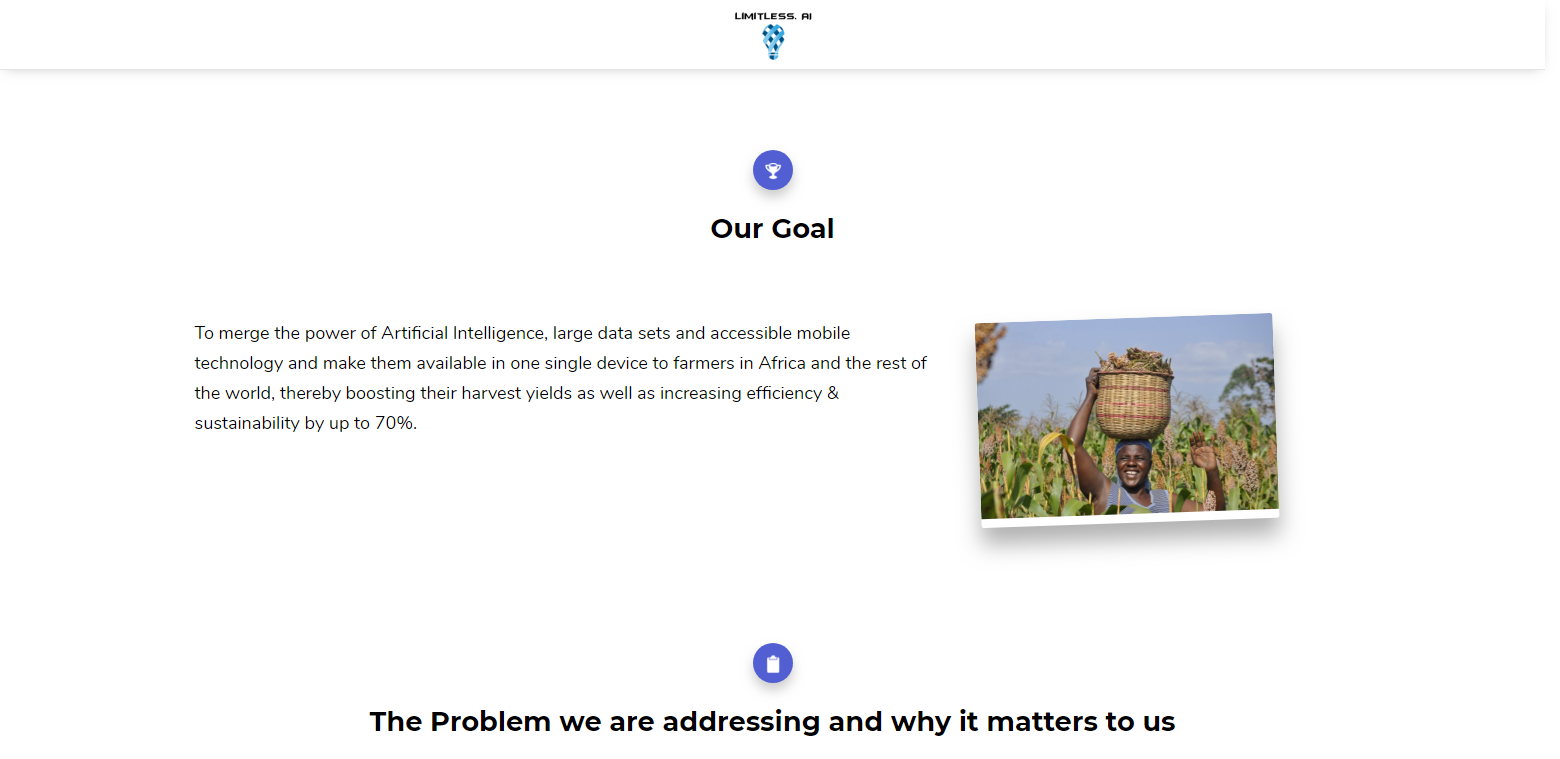 LIMITLESS. AI
Our Goal
To merge the power of Artificial Intelligence, large data sets and accessible mobile
technology and make them available in one single device to farmers in Africa and the rest of
the world, thereby boosting their harvest yields as well as increasing efficiency &
sustainability by up to 70%.
The Problem we are addressing and why it matters to us